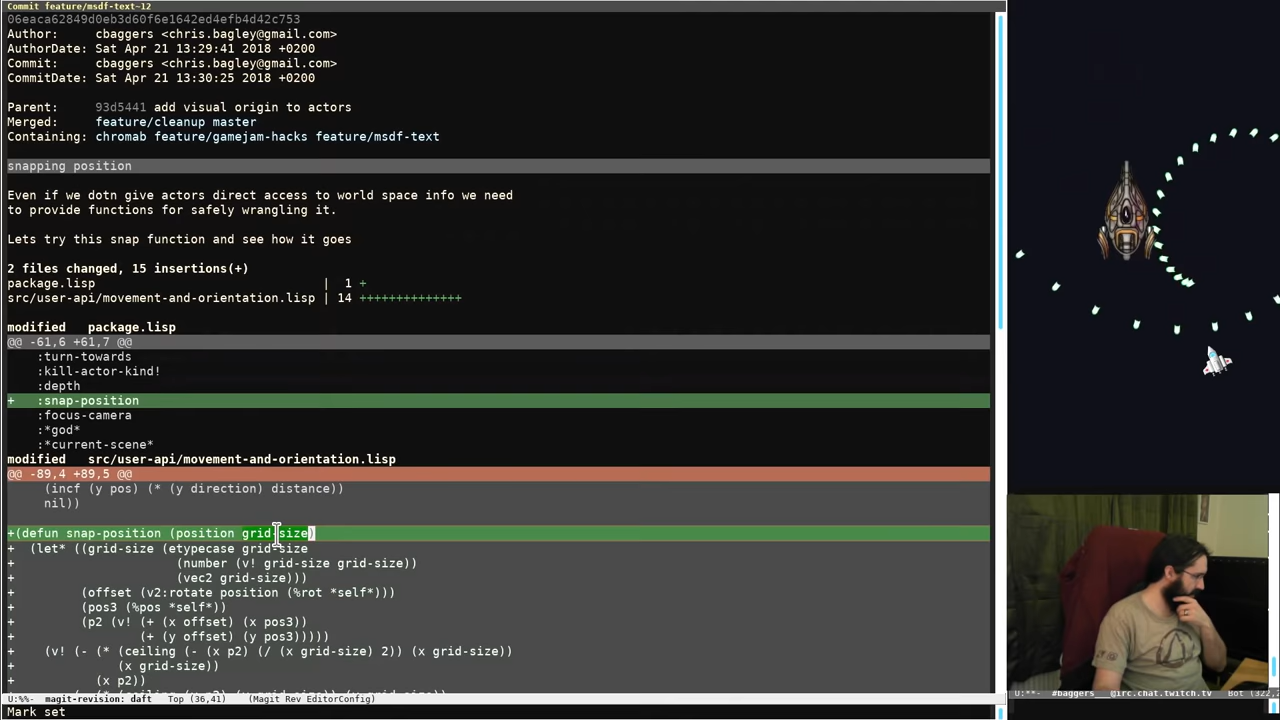 Commit feature/msdf-text~12
06eaca62849d0eb3d60f6e1642ed4efb4d42c753
Author:     cbaggers <chris.bagley@gmail.com>
AuthorDate: Sat Apr 21 13:29:41 2018 +0200
Commit:     cbaggers <chris.bagley@gmail.com>
CommitDate: Sat Apr 21 13:30:25 2018 +0200
Parent:     93d5441 add visual origin to actors
Merged:     feature/cleanup master
Containing: chromab feature/gamejam-hacks feature/msdf-text
snapping position
Even if we dotn give actors direct access to world space info we need
to provide functions for safely wrangling it.
Lets try this snap function and see how it goes
2 files changed, 15 insertions(+)
package.lisp                               |  1 +
src/user-api/movement-and-orientation.lisp | 14 ++++++++++++++
modified   package.lisp
@@ -61,6 +61,7 @@
    :turn-towards
    :kill-actor-kind!
    :depth
+    :snap-position
    :focus-camera
    :*god*
    :*current-scene*
modified   src/user-api/movement-and-orientation.lisp
@@ -89,4 +89,5 @@
     (incf (y pos) (* (y direction) distance))
     nil))
+(defun snap-position (position grid-size)
+  (let* ((grid-size (etypecase grid-size
+                      (number (v! grid-size grid-size))
+                      (vec2 grid-size)))
+         (offset (v2:rotate position (%rot *self*)))
+         (pos3 (%pos *self*))
+         (p2 (v! (+ (x offset) (x pos3))
+                 (+ (y offset) (y pos3)))))
+    (v! (- (* (ceiling (- (x p2) (/ (x grid-size) 2)) (x grid-size))
+              (x grid-size))
+           (x p2))
U:%%-  magit-revision: daft   Top (36,41)    (Magit Rev EditorConfig)
U:**-  #baggers___@irc.chat.twitch.tv   Bot (322,2
Mark set